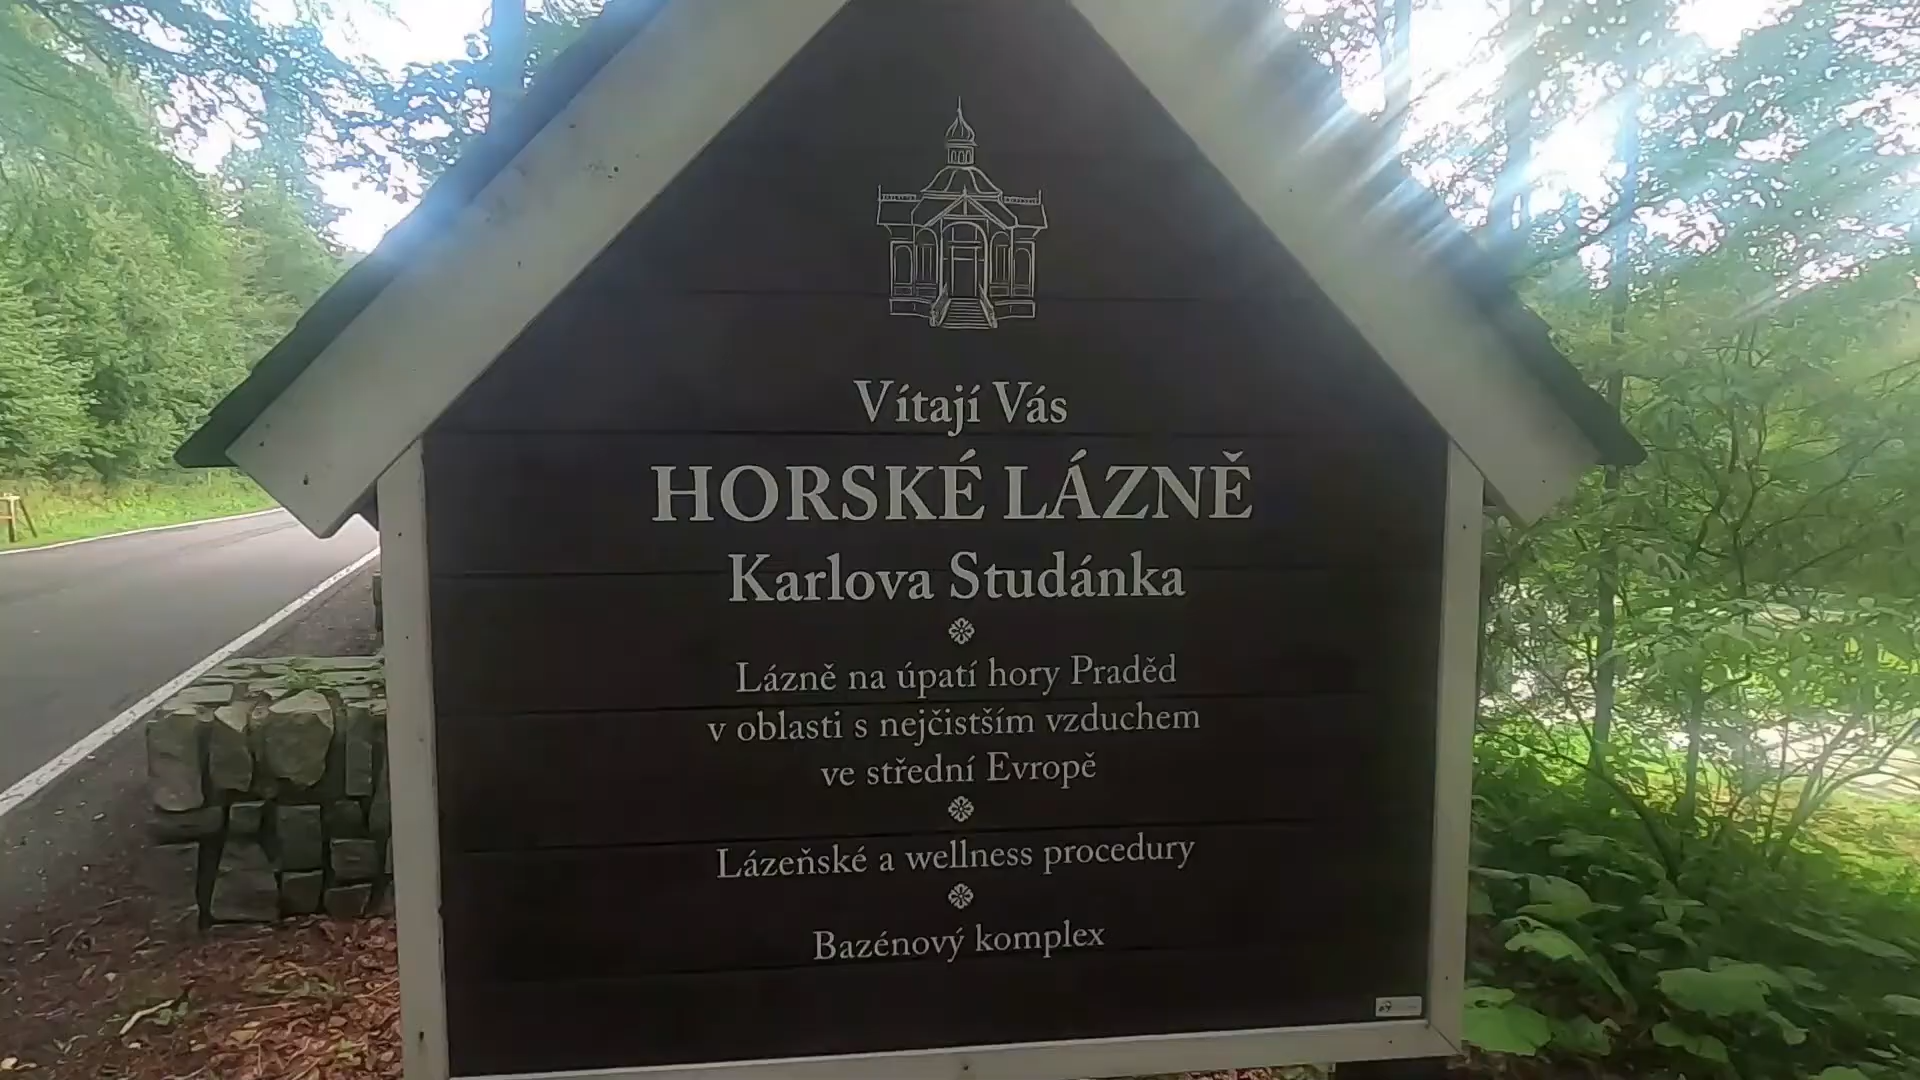 Vítají Vás
HORSKÉ LÁZNĚ
Karlova Studánka
Lázně na úpatí hory Praděd
v oblasti s nejčistším vzduchem
ve střední Evropě
Lázeňské a wellness procedury
Bazénový komplex